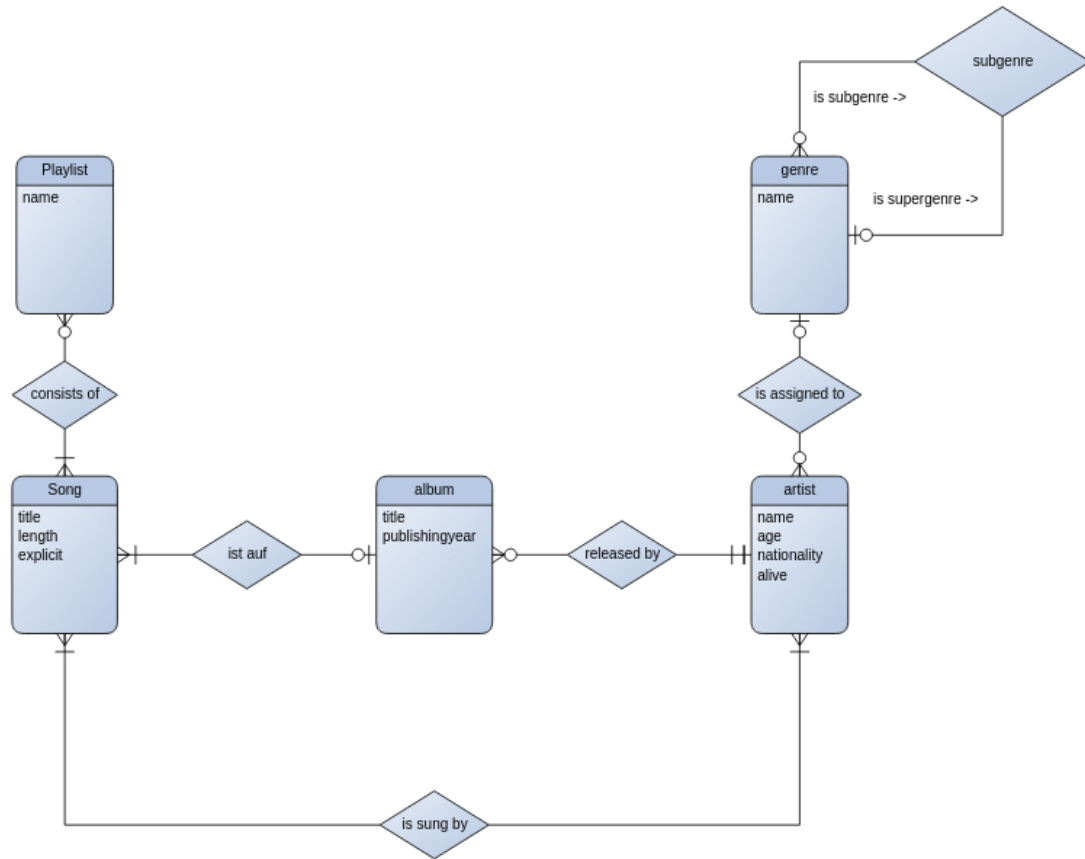 subgenre
is subgenre ->
Playlist
name
genre
name
is supergenre ->
consists of
is assigned to
Song
title
length
explicit
ist auf
album
title
publishingyear
released by
artist
name
age
nationality
alive
is sung by